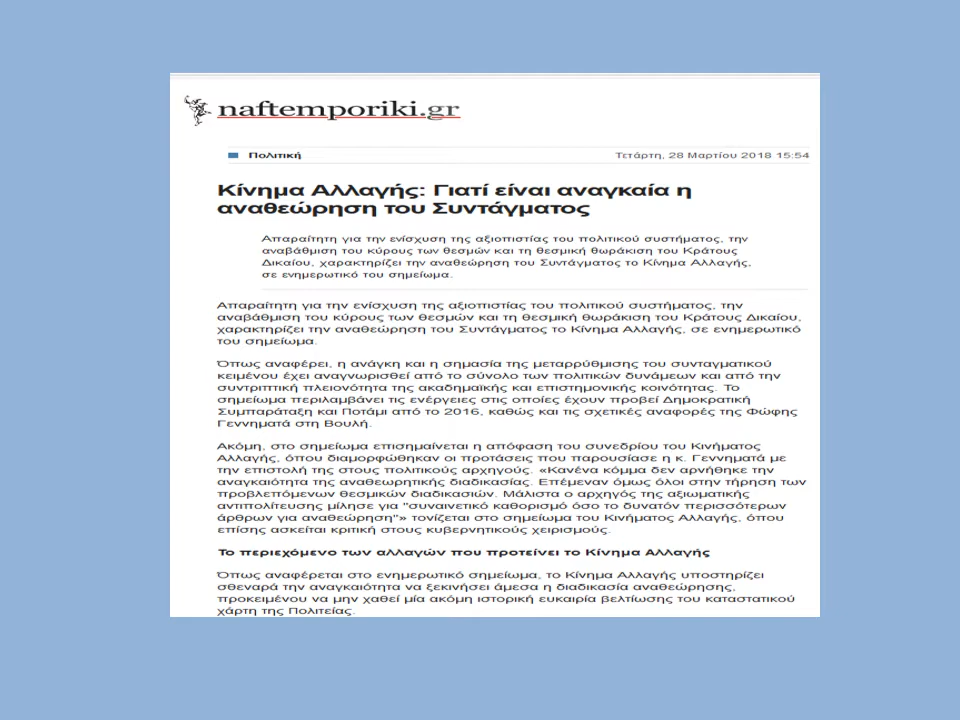 naftemporiki.gr
Πολιτική
Τετάρτη, 28 Μαρτίου 2018 15:54
Κίνημα Αλλαγής: Γιατί είναι αναγκαία η
αναθεώρηση του Συντάγματος
Απαραίτητη για την ενίσχυση της αξιοπιστίας του πολιτικού συστήματος, την
αναβάθμιση του κύρους των θεσμών και τη θεσμική θωράκιση του Κράτους
Δικαίου, χαρακτηρίζει την αναθεώρηση του Συντάγματος το Κίνημα Αλλαγής,
σε ενημερωτικό του σημείωμα.
Απαραίτητη για την ενίσχυση της αξιοπιστίας του πολιτικού συστήματος, την
αναβάθμιση του κύρους των θεσμών και τη θεσμική θωράκιση του Κράτους Δικαίου,
χαρακτηρίζει την αναθεώρηση του Συντάγματος το Κίνημα Αλλαγής, σε ενημερωτικό
του σημείωμα.
Όπως αναφέρει, η ανάγκη και η σημασία της μεταρρύθμισης του συνταγματικού
κειμένου έχει αναγνωρισθεί από το σύνολο των πολιτικών δυνάμεων και από την
συντριπτική πλειονότητα της ακαδημαϊκής και επιστημονικής κοινότητας. Το
σημείωμα περιλαμβάνει τις ενέργειες στις οποίες έχουν προβεί Δημοκρατική
Συμπαράταξη και Ποτάμι από το 2016, καθώς και τις σχετικές αναφορές της Φώφης
Γεννηματά στη Βουλή.
Ακόμη, στο σημείωμα επισημαίνεται η απόφαση του συνεδρίου του Κινήματος
Αλλαγής, όπου διαμορφώθηκαν οι προτάσεις που παρουσίασε η κ. Γεννηματά με
την επιστολή της στους πολιτικούς αρχηγούς. «Κανένα κόμμα δεν αρνήθηκε την
αναγκαιότητα της αναθεωρητικής διαδικασίας. Επέμεναν όμως όλοι στην τήρηση των
προβλεπόμενων θεσμικών διαδικασιών. Μάλιστα ο αρχηγός της αξιωματικής
αντιπολίτευσης μίλησε για "συναινετικό καθορισμό όσο το δυνατόν περισσοτέρων
άρθρων για αναθεώρηση"» τονίζεται στο σημείωμα του Κινήματος Αλλαγής, όπου
επίσης ασκείται κριτική στους κυβερνητικούς χειρισμούς.
Το περιεχόμενο των αλλαγών που προτείνει το Κίνημα Αλλαγής
Όπως αναφέρεται στο ενημερωτικό σημείωμα, το Κίνημα Αλλαγής υποστηρίζει
σθεναρά την αναγκαιότητα να ξεκινήσει άμεσα η διαδικασία αναθεώρησης,
προκειμένου να μην χαθεί μία ακόμη ιστορική ευκαιρία βελτίωσης του καταστατικού
χάρτη της Πολιτείας.